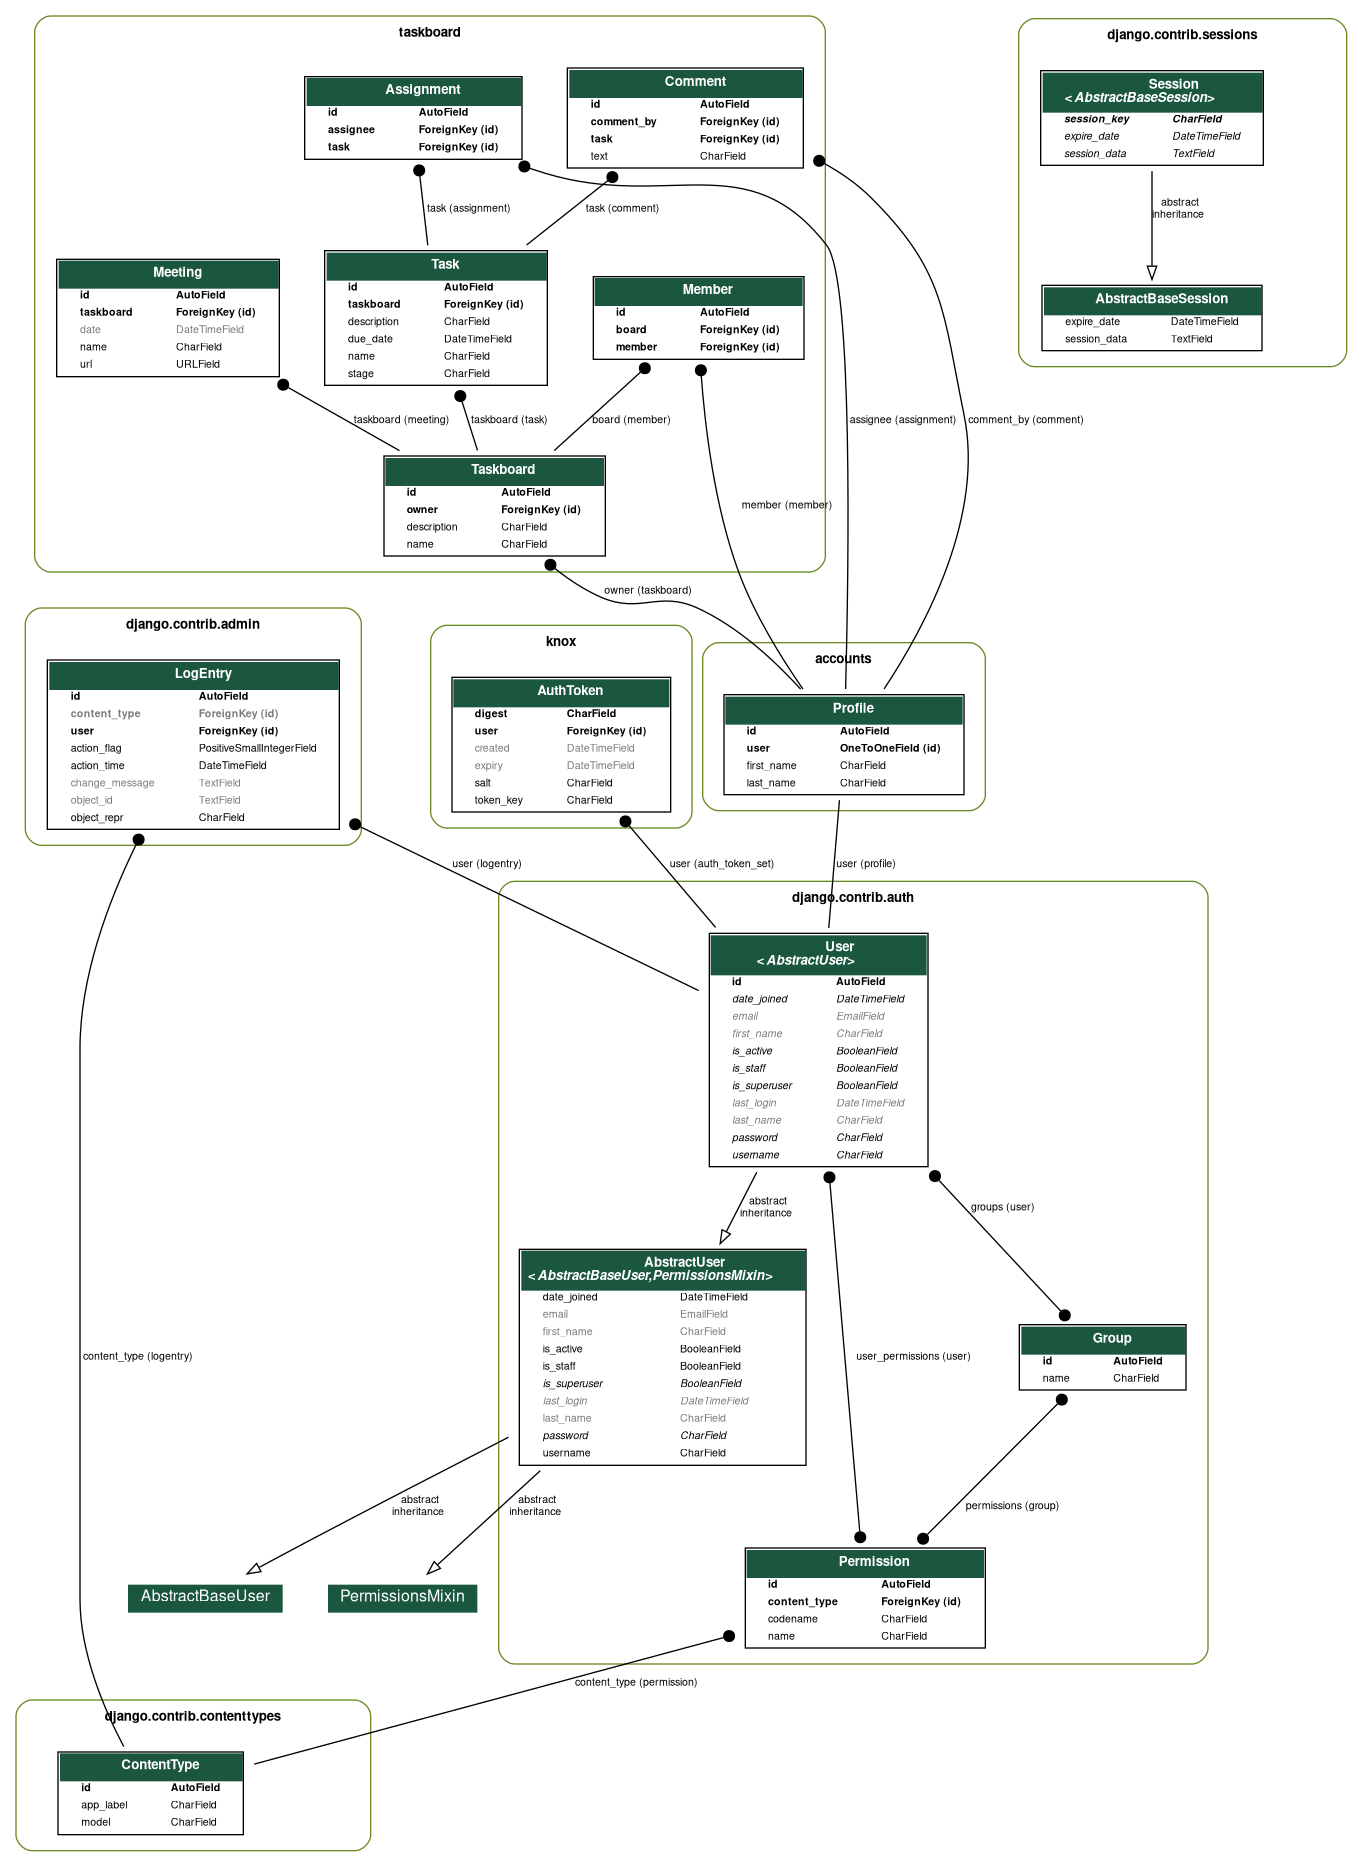 taskboard
Assignment
id AutoField
assignee ForeignKey (id)
task ForeignKey (id)
Comment
id AutoField
comment_by ForeignKey (id)
task ForeignKey (id)
text CharField
task (assignment)
task (comment)
Meeting
id AutoField
taskboard ForeignKey (id)
date DateTimeField
name CharField
url URLField
Task
id AutoField
taskboard ForeignKey (id)
description CharField
due_date DateTimeField
name CharField
stage CharField
Member
id AutoField
board ForeignKey (id)
member ForeignKey (id)
taskboard (meeting)
taskboard (task)
board (member)
assignee (assignment)
comment_by (comment)
Taskboard
id AutoField
owner ForeignKey (id)
description CharField
name CharField
member (member)
owner (taskboard)
django.contrib.sessions
Session
< AbstractBaseSession>
session_key CharField
expire_date DateTimeField
session_data TextField
abstract
inheritance
AbstractBaseSession
expire_date DateTimeField
session_data TextField
django.contrib.admin
LogEntry
id AutoField
content_type ForeignKey (id)
user ForeignKey (id)
action_flag PositiveSmallIntegerField
action_time DateTimeField
change_message TextField
object_id TextField
object_repr CharField
knox
AuthToken
digest CharField
user ForeignKey (id)
created DateTimeField
expiry DateTimeField
salt CharField
token_key CharField
accounts
Profile
id AutoField
user OneToOneField (id)
first_name CharField
last_name CharField
user (logentry)
user (auth_token_set)
user (profile)
django.contrib.auth
User
< AbstractUser>
id AutoField
date_joined DateTimeField
email EmailField
first_name CharField
is_active BooleanField
is_staff BooleanField
is_superuser BooleanField
last_login DateTimeField
last_name CharField
password CharField
username CharField
abstract
inheritance
groups (user)
AbstractUser
< AbstractBaseUser,PermissionsMixin>
date_joined DateTimeField
email EmailField
first_name CharField
is_active BooleanField
is_staff BooleanField
is_superuser BooleanField
last_login DateTimeField
last_name CharField
password CharField
username CharField
user_permissions (user)
Group
id AutoField
name CharField
content_type (logentry)
abstract
inheritance
abstract
inheritance
permissions (group)
AbstractBaseUser
PermissionsMixin
Permission
id AutoField
content_type ForeignKey (id)
codename CharField
name CharField
content_type (permission)
django.contrib.contenttypes
ContentType
id AutoField
app_label CharField
model CharField